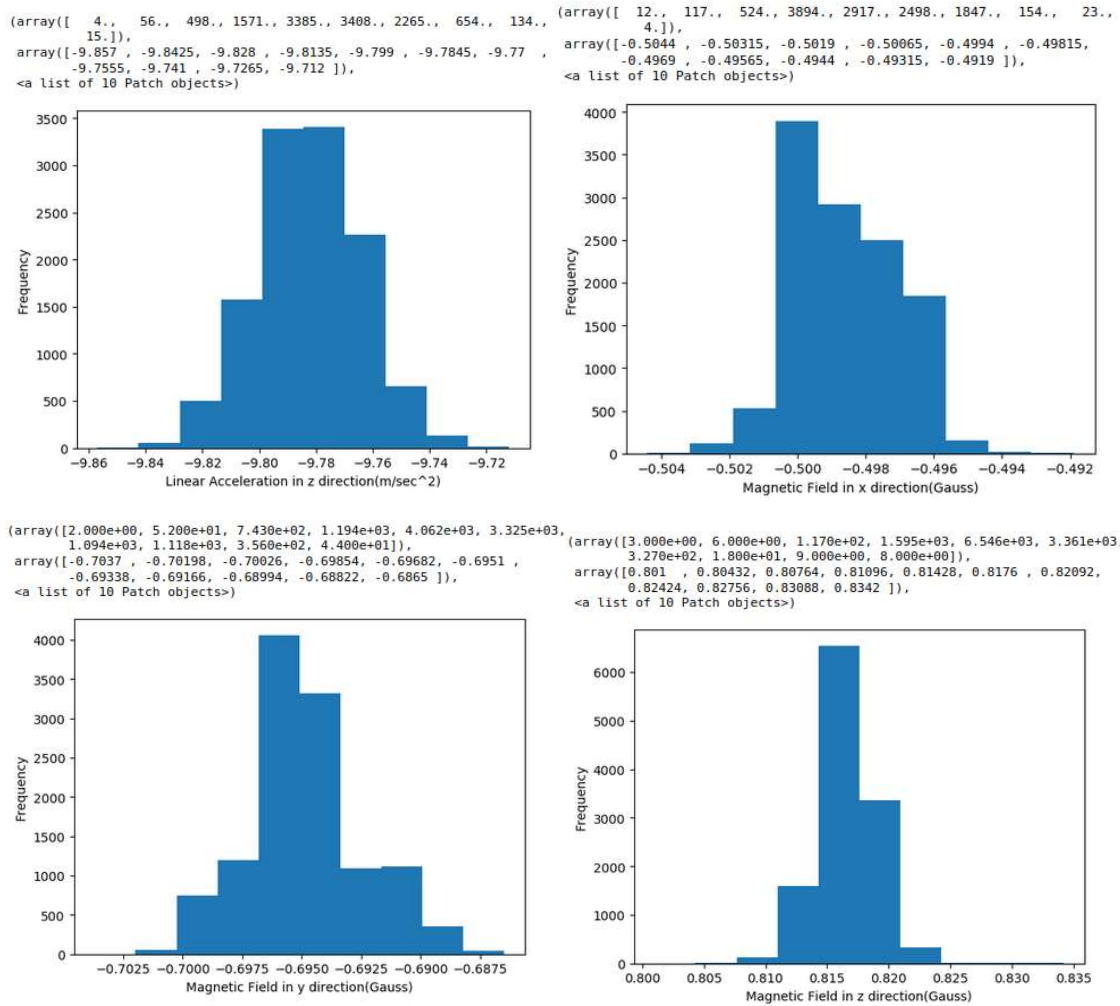 (array([   4.,   56.,  498., 1571., 3385., 3408., 2265.,  654.,  134.,
15.]),
array([-9.857 , -9.8425, -9.828 , -9.8135, -9.799 , -9.7845, -9.77  ,
-9.7555, -9.741 , -9.7265, -9.712 ]),
<a list of 10 Patch objects>)
3500
3000
2500
2000
1500
1000
500
0
Frequency
−9.86 −9.84 −9.82 −9.80 −9.78 −9.76 −9.74 −9.72
Linear Acceleration in z direction(m/sec^2)
(array([  12.,  117.,  524., 3894., 2917., 2498., 1847.,  154.,   23.,
4.]),
array([-0.5044 , -0.50315, -0.5019 , -0.50065, -0.4994 , -0.49815,
-0.4969 , -0.49565, -0.4944 , -0.49315, -0.4919 ]),
<a list of 10 Patch objects>)
4000
3500
3000
2500
2000
1500
1000
500
0
Frequency
−0.504 −0.502 −0.500 −0.498 −0.496 −0.494 −0.492
Magnetic Field in x direction(Gauss)
(array([2.000e+00, 5.200e+01, 7.430e+02, 1.194e+03, 4.062e+03, 3.325e+03,
1.094e+03, 1.118e+03, 3.560e+02, 4.400e+01]),
array([-0.7037 , -0.70198, -0.70026, -0.69854, -0.69682, -0.6951 ,
-0.69338, -0.69166, -0.68994, -0.68822, -0.6865 ]),
<a list of 10 Patch objects>)
4000
3500
3000
2500
2000
1500
1000
500
0
Frequency
−0.7025 −0.7000 −0.6975 −0.6950 −0.6925 −0.6900 −0.6875
Magnetic Field in y direction(Gauss)
(array([3.000e+00, 6.000e+00, 1.170e+02, 1.595e+03, 6.546e+03, 3.361e+03,
3.270e+02, 1.800e+01, 9.000e+00, 8.000e+00]),
array([0.801  , 0.80432, 0.80764, 0.81096, 0.81428, 0.8176 , 0.82092,
0.82424, 0.82756, 0.83088, 0.8342 ]),
<a list of 10 Patch objects>)
6000
5000
4000
3000
2000
1000
0
Frequency
0.800 0.805 0.810 0.815 0.820 0.825 0.830 0.835
Magnetic Field in z direction(Gauss)